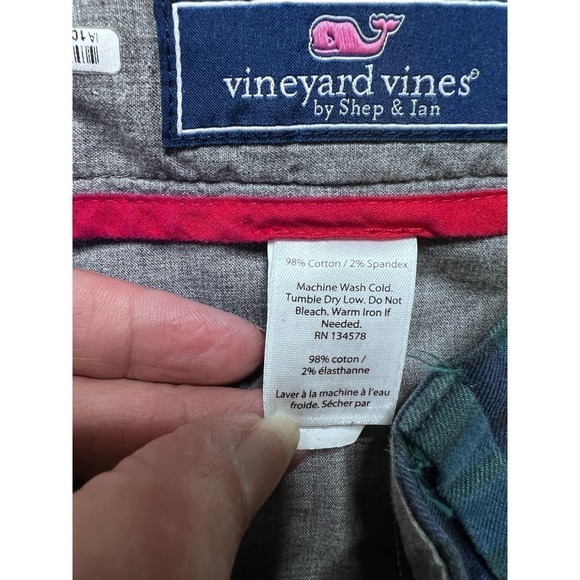 IA10
vineyard vines®
by Shep & Ian
98% Cotton / 2% Spandex
Machine Wash Cold.
Tumble Dry Low. Do Not
Bleach. Warm Iron If
Needed.
RN 134578
98% coton /
2% élasthanne
Laver à la machine à l'eau
froide. Sécher par